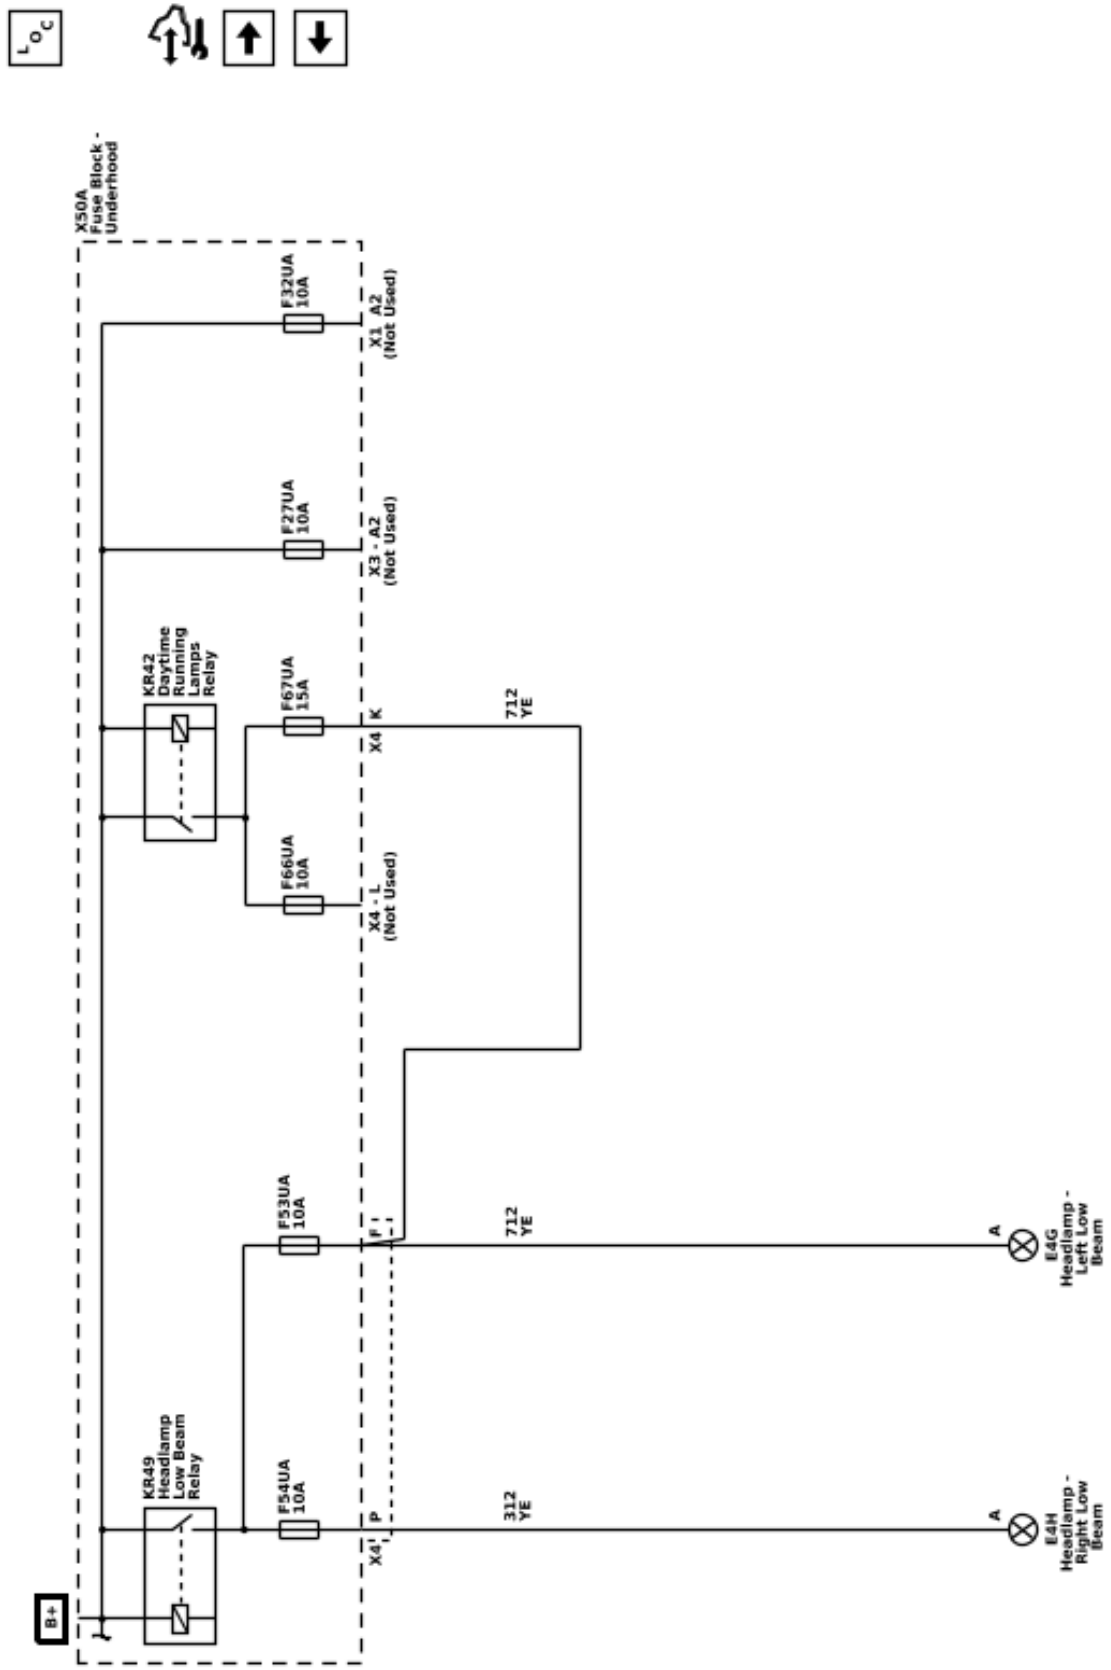 LOC
B+
X50A
Fuse Block -
Underhood
KR49
Headlamp
Low Beam
Relay
KR42
Daytime
Running
Lamps
Relay
F54UA
10A
F53UA
10A
F66UA
10A
F67UA
15A
F27UA
10A
F32UA
10A
X4 P
F
X4 - L
(Not Used)
X4 K
X3 - A2
(Not Used)
X1 A2
(Not Used)
312
YE
712
YE
712
YE
A
E4H
Headlamp -
Right Low
Beam
A
E4G
Headlamp -
Left Low
Beam